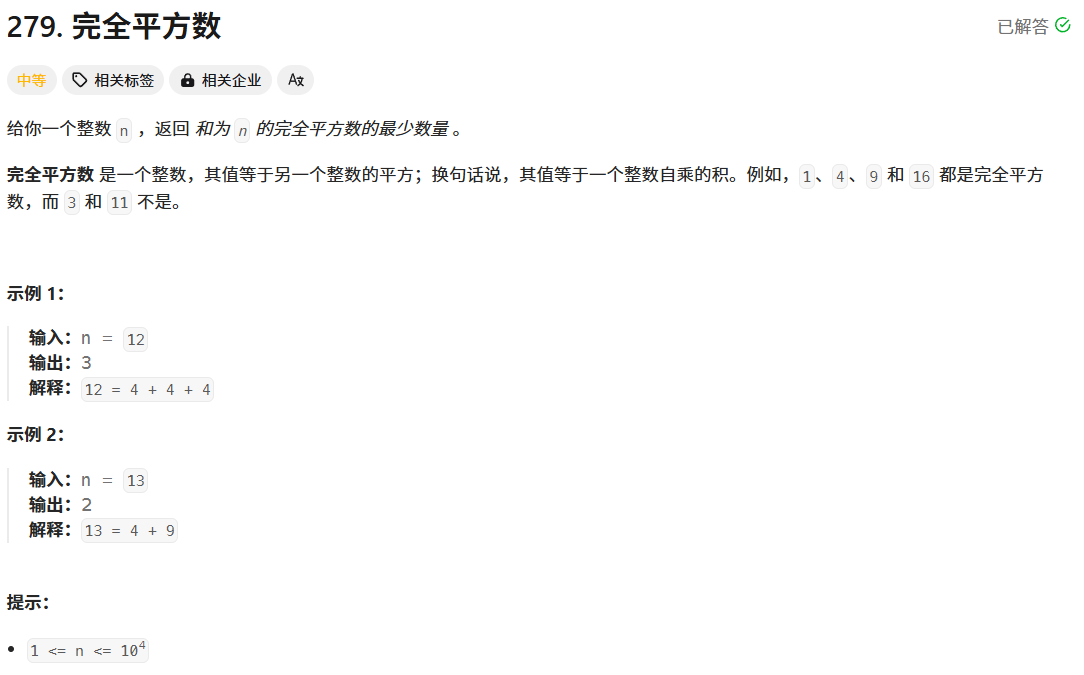 279. 完全平方数
已解答
中等 相关标签 相关企业
给你一个整数 n ，返回 和为 n 的完全平方数的最少数量 。
完全平方数 是一个整数，其值等于另一个整数的平方；换句话说，其值等于一个整数自乘的积。例如，1、4、9 和 16 都是完全平方
数，而 3 和 11 不是。
示例 1：
输入：n = 12
输出：3
解释：12 = 4 + 4 + 4
示例 2：
输入：n = 13
输出：2
解释：13 = 4 + 9
提示：
• 1 <= n <= 10⁴